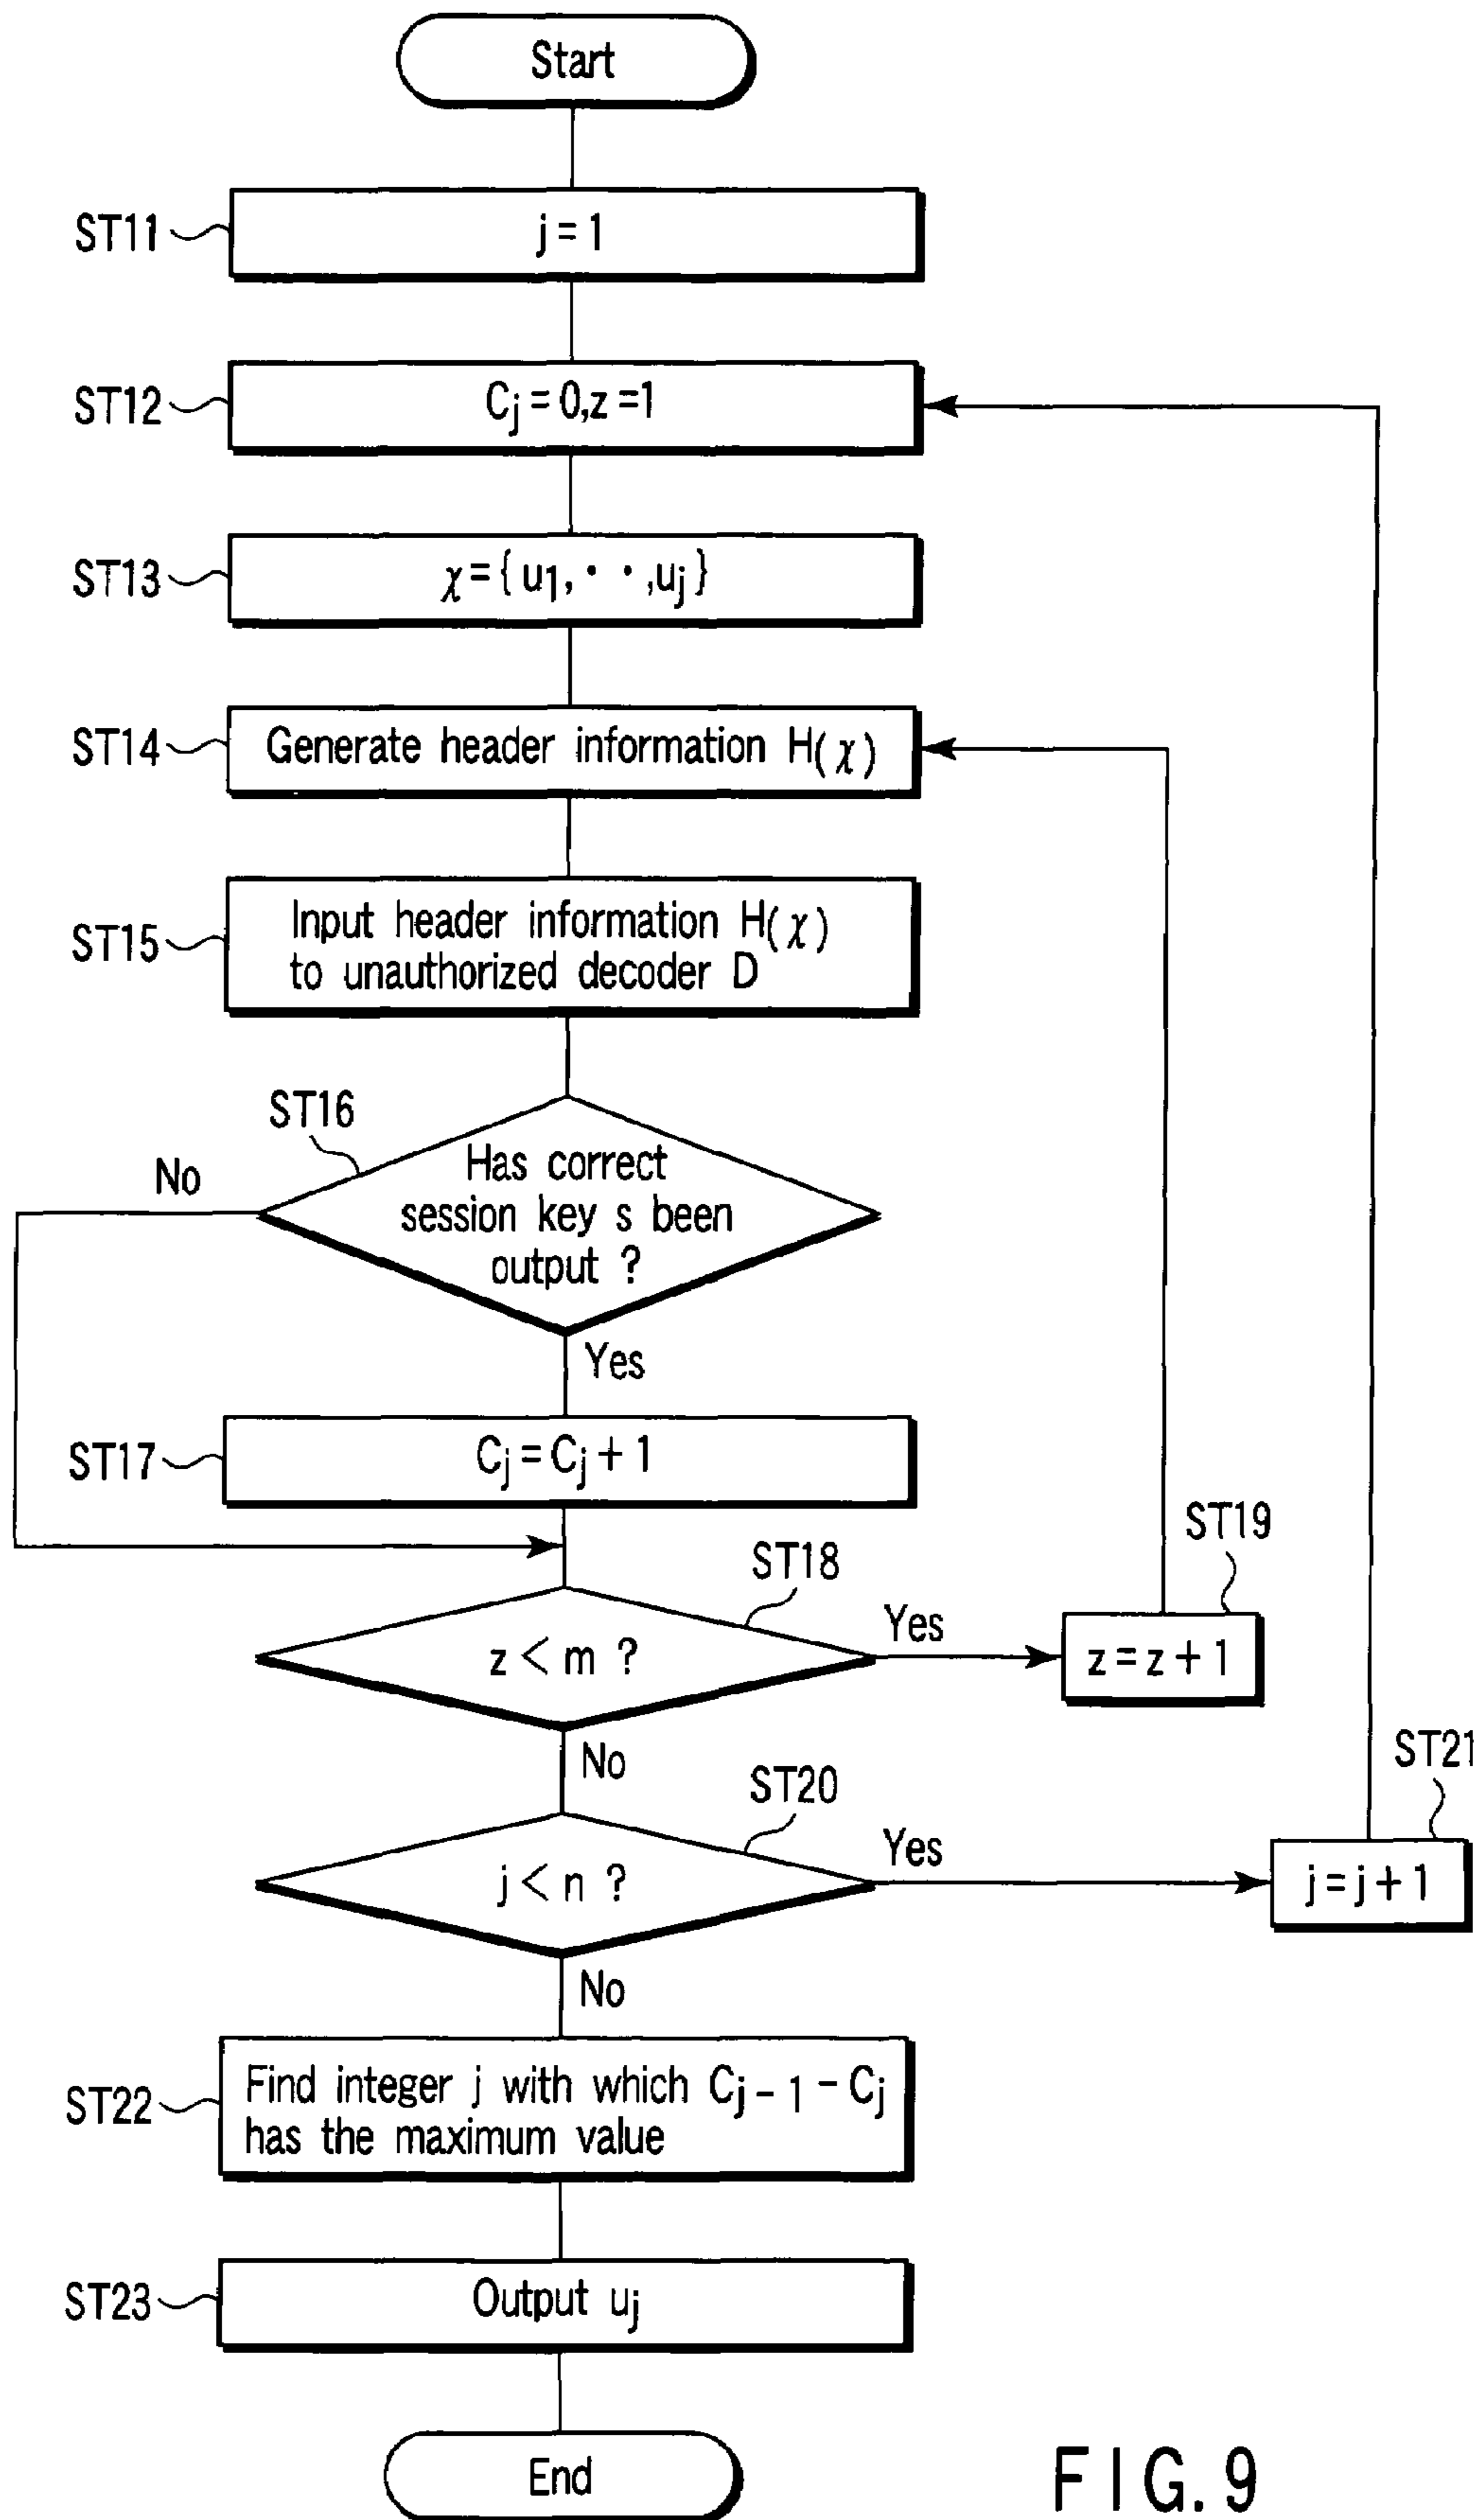 Start
ST11
j = 1
ST12
Cj = 0, z = 1
ST13
χ = { u1, · · , uj }
ST14
Generate header information H(χ)
ST15
Input header information H(χ)
to unauthorized decoder D
ST16
No
Has correct
session key s been
output ?
Yes
ST17
Cj = Cj + 1
ST18
ST19
z < m ?
Yes
z = z + 1
No
ST20
ST21
j < n ?
Yes
j = j + 1
No
ST22
Find integer j with which Cj − 1 − Cj
has the maximum value
ST23
Output uj
End
FIG. 9